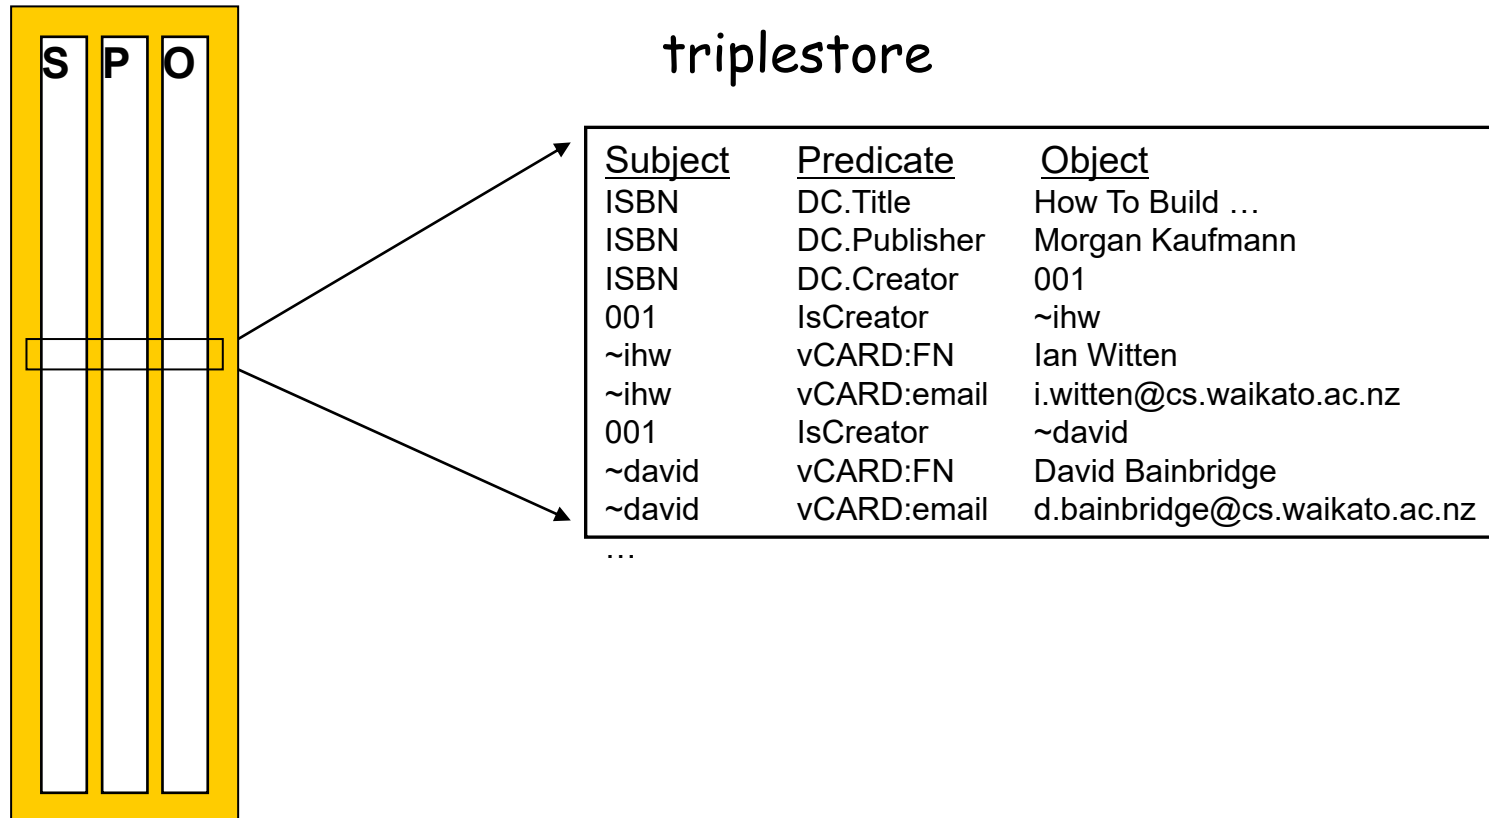 S P O
triplestore
Subject Predicate Object
ISBN DC.Title How To Build …
ISBN DC.Publisher Morgan Kaufmann
ISBN DC.Creator 001
001 IsCreator ~ihw
~ihw vCARD:FN Ian Witten
~ihw vCARD:email i.witten@cs.waikato.ac.nz
001 IsCreator ~david
~david vCARD:FN David Bainbridge
~david vCARD:email d.bainbridge@cs.waikato.ac.nz
…